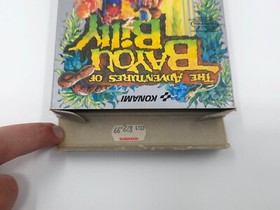 THE ADVENTURES OF
BAYOU
Billy
KONAMI